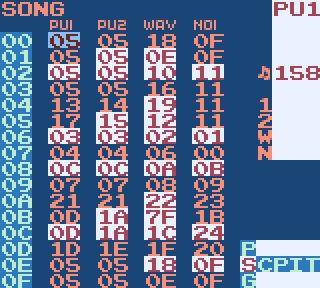 SONG PU1
PU1 PU2 WAV NOI
00 05 05 18 0F
01 05 05 0E 0F
02 05 05 10 11 158
03 05 05 16 11
04 13 14 19 11 1
05 17 15 12 11 2
06 03 03 02 01 W
07 04 04 06 00 N
08 0C 0C 0A 0B
09 07 07 08 09
0A 21 21 22 23
0B 0D 1A 7F 1B
0C 0D 1A 1C 24
0D 1D 1E 1F 20 P
0E 05 05 18 0F SCPIT
0F 05 05 0E 0F G